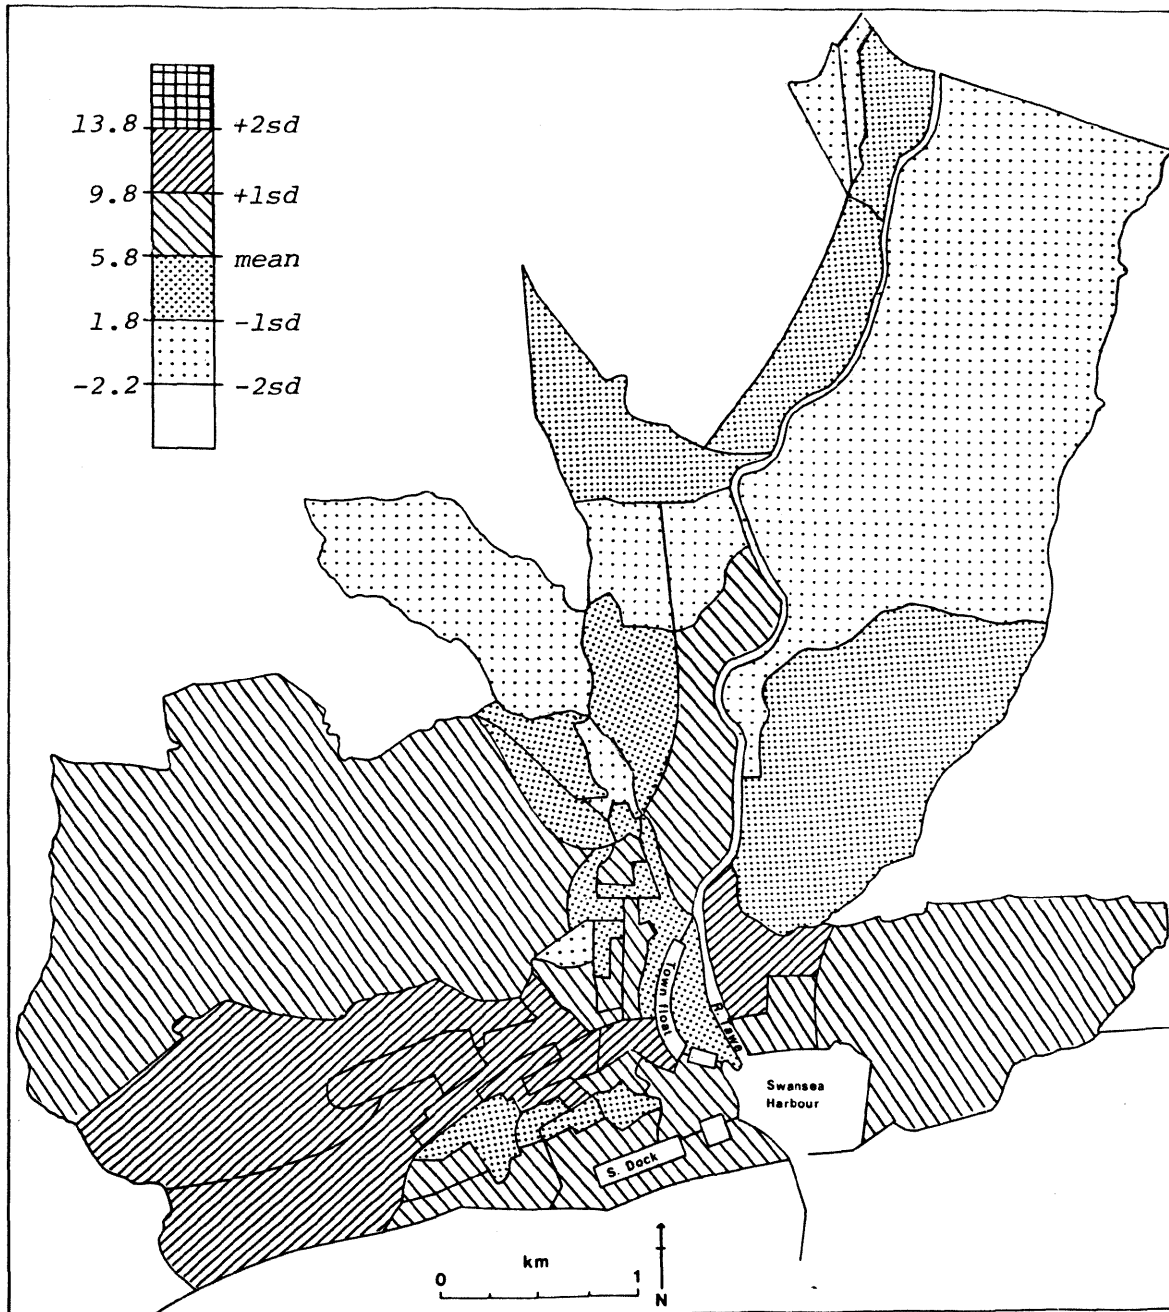 13.8 +2sd
9.8 +1sd
5.8 mean
1.8 -1sd
-2.2 -2sd
Town float
R. Tawe
Swansea
Harbour
S. Dock
km
0 1
N